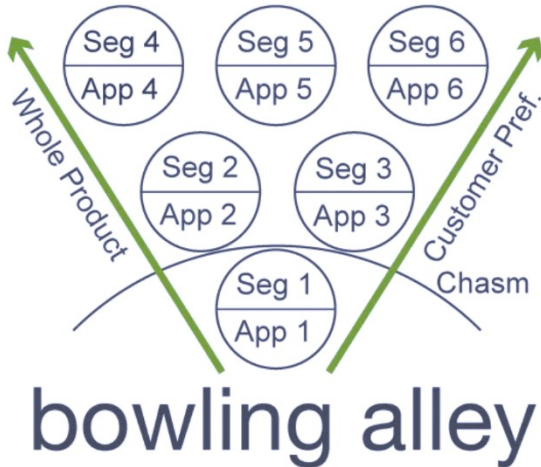 Seg 4
App 4
Seg 5
App 5
Seg 6
App 6
Whole Product
Customer Pref.
Seg 2
App 2
Seg 3
App 3
Chasm
Seg 1
App 1
bowling alley